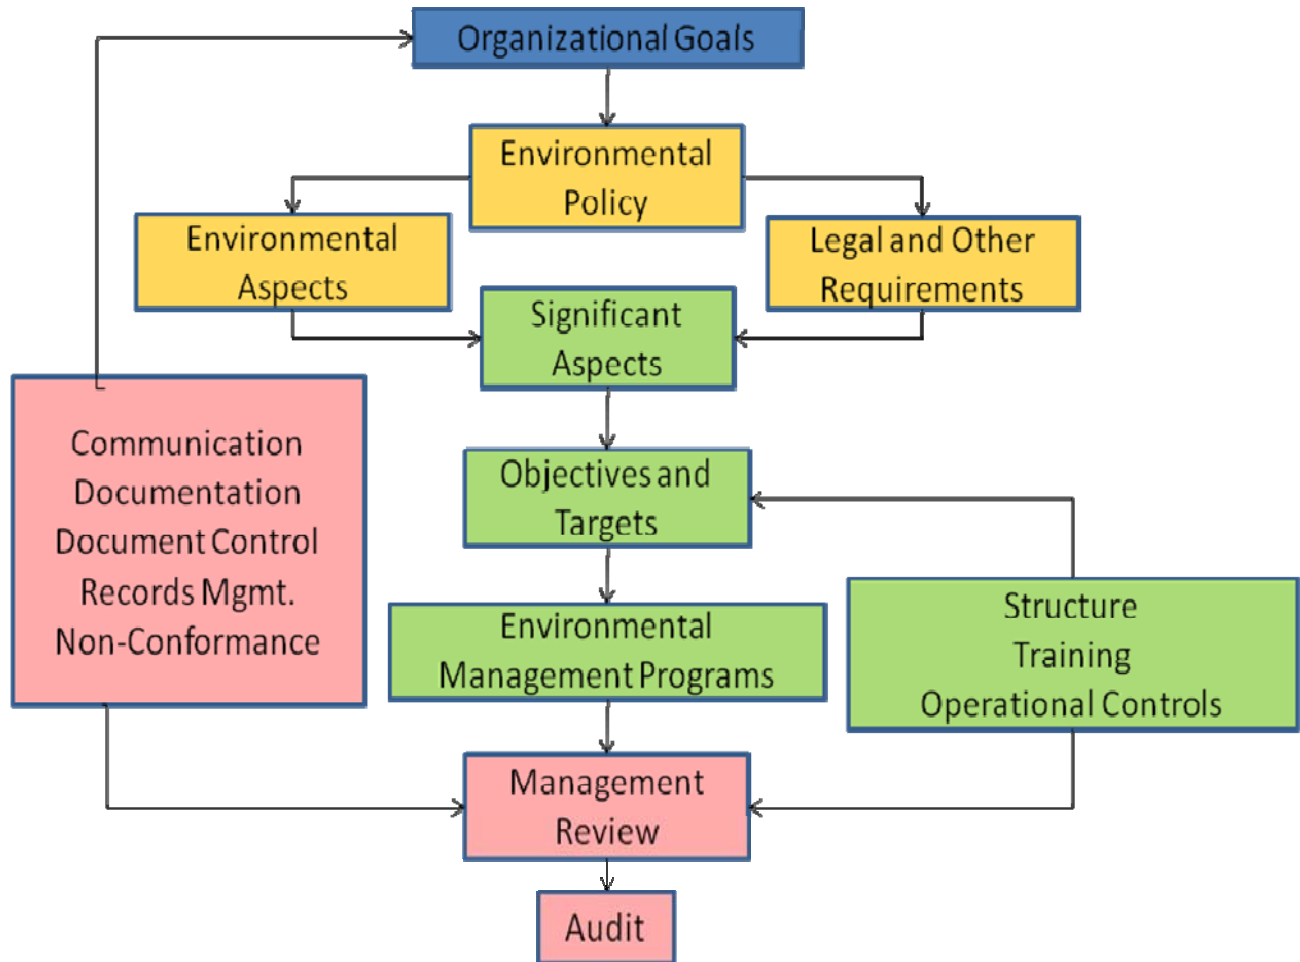 Organizational Goals
Environmental
Policy
Environmental
Aspects
Legal and Other
Requirements
Significant
Aspects
Communication
Documentation
Document Control
Records Mgmt.
Non-Conformance
Objectives and
Targets
Environmental
Management Programs
Structure
Training
Operational Controls
Management
Review
Audit